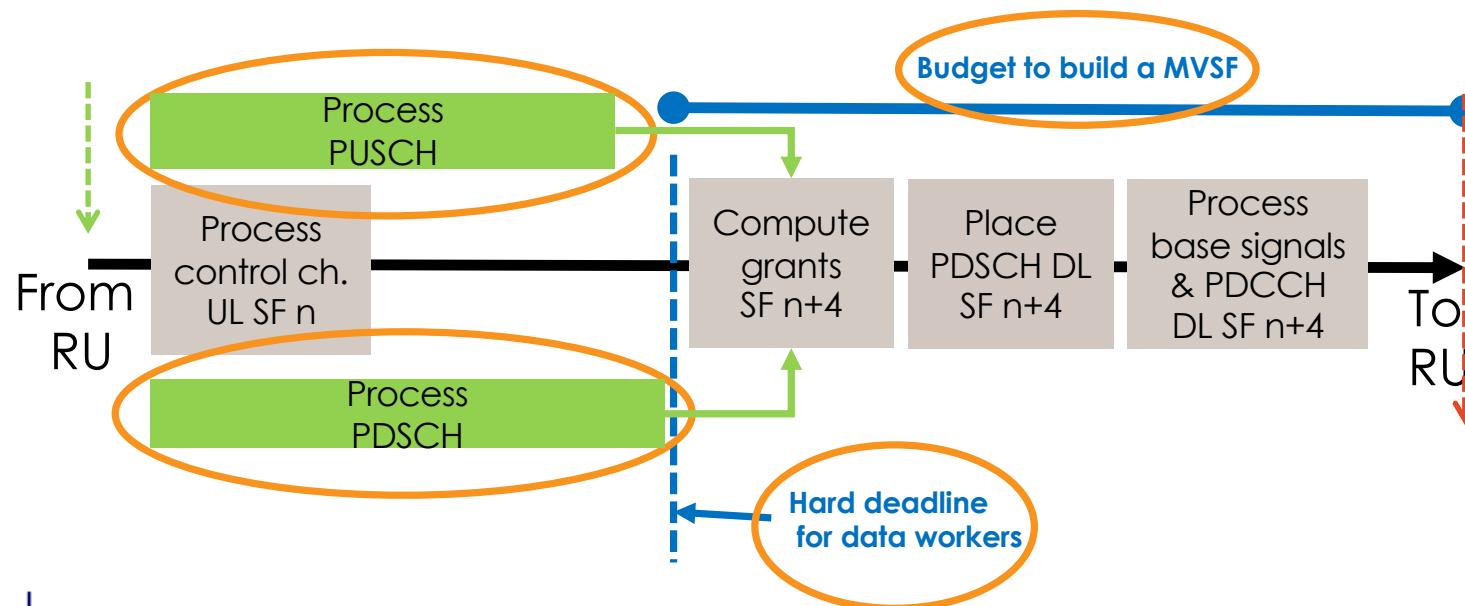 Budget to build a MVSF
Process
PUSCH
From
RU
Process
control ch.
UL SF n
Compute
grants
SF n+4
Place
PDSCH DL
SF n+4
Process
base signals
& PDCCH
DL SF n+4
To
RU
Process
PDSCH
Hard deadline
for data workers